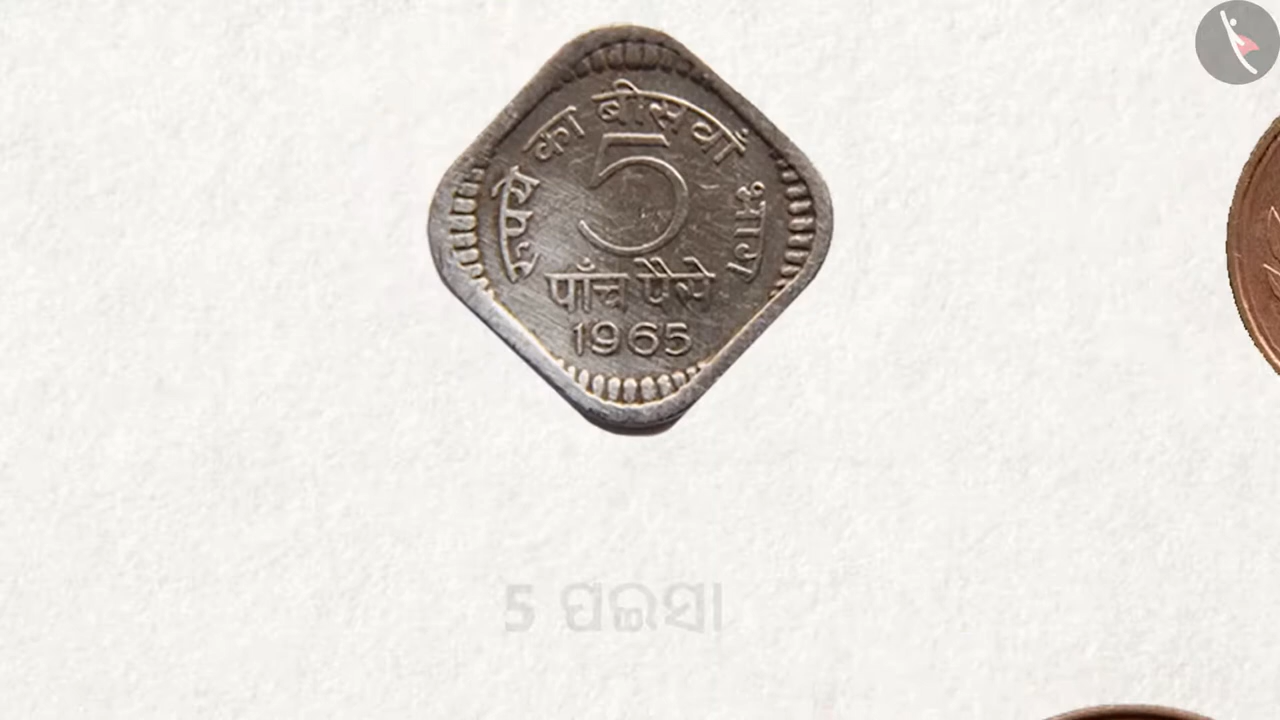 रूपये का बीसवाँ भाग
5
पाँच पैसे
1965
5 ପଇସା